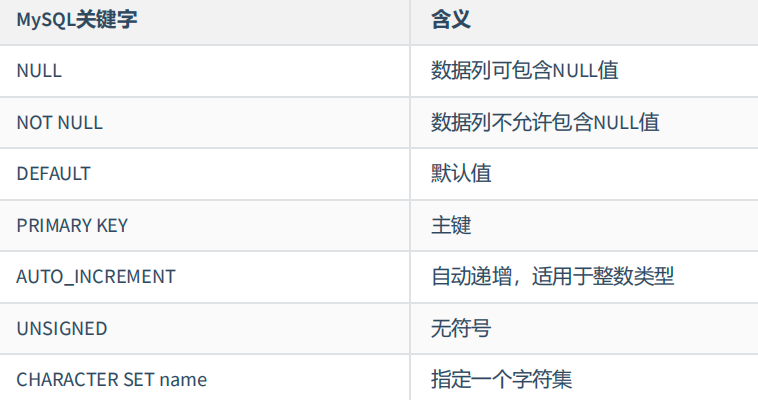 MySQL关键字 含义
NULL 数据列可包含NULL值
NOT NULL 数据列不允许包含NULL值
DEFAULT 默认值
PRIMARY KEY 主键
AUTO_INCREMENT 自动递增，适用于整数类型
UNSIGNED 无符号
CHARACTER SET name 指定一个字符集